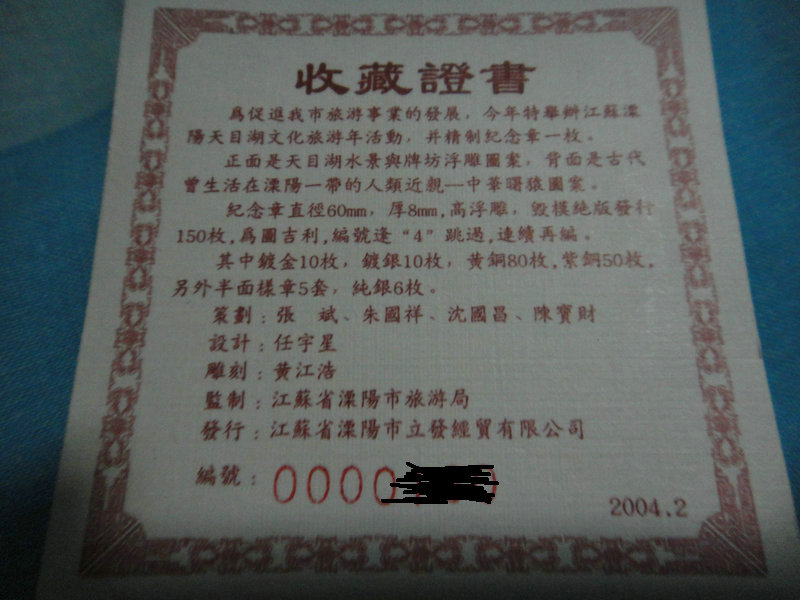 收藏證書
爲促進我市旅游事業的發展，今年特舉辦江蘇溧
陽天目湖文化旅游年活動，并精制紀念章一枚。
正面是天目湖水景與牌坊浮雕圖案，背面是古代
曾生活在溧陽一帶的人類近親—中華曙猿圖案。
紀念章直徑60mm，厚8mm,高浮雕，毁模絶版發行
150枚,爲圖吉利,編號逢“4”跳過,連續再編。
其中鍍金10枚，鍍銀10枚，黄銅80枚,紫銅50枚,
另外半面樣章5套，純銀6枚。
策劃：張　斌、朱國祥、沈國昌、陳寶財
設計：任宇星
雕刻：黄江浩
監制：江蘇省溧陽市旅游局
發行：江蘇省溧陽市立發經貿有限公司
編號：0000
2004.2